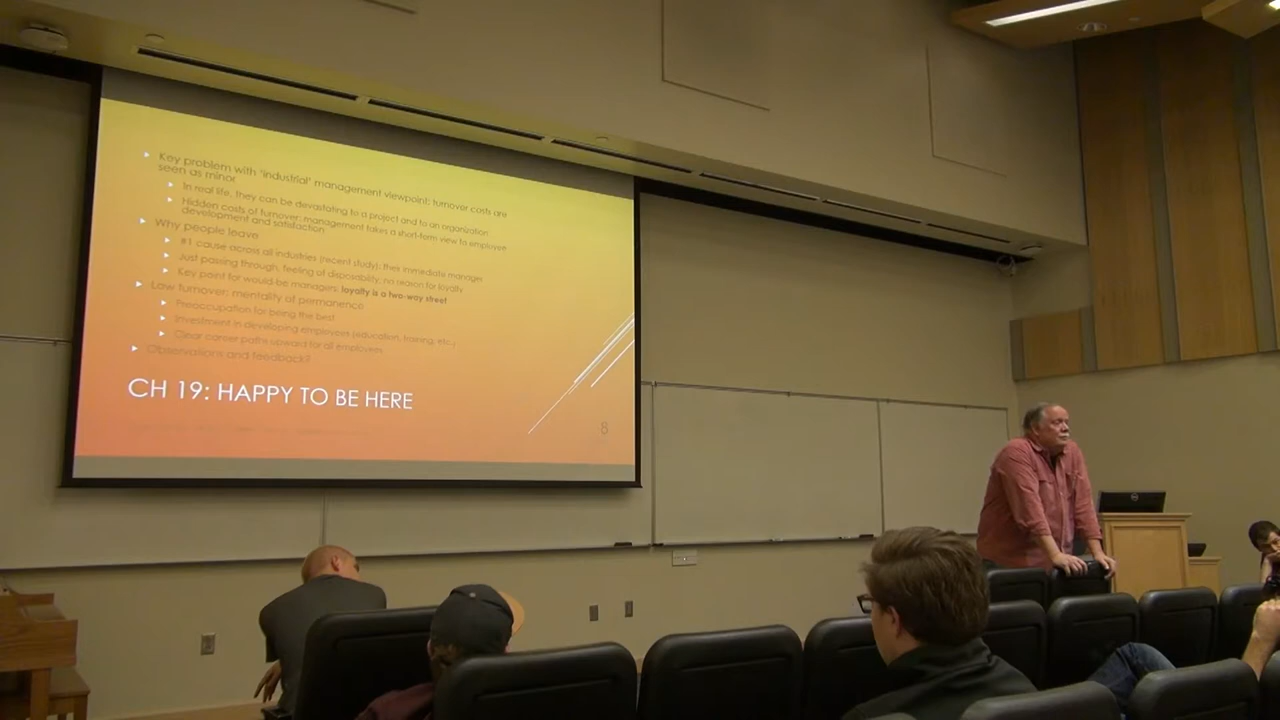 Key problem with 'industrial' management viewpoint: turnover costs are
seen as minor
In real life, they can be devastating to a project and to an organization
Hidden costs of turnover: management takes a short-term view to employee
development and satisfaction
Why people leave
#1 cause across all industries (recent study): their immediate manager
Just passing through, feeling of disposability: no reason for loyalty
Key point for would-be managers: loyalty is a two-way street
Low turnover: mentality of permanence
Preoccupation for being the best
Investment in developing employees (education, training, etc.)
Clear career paths upward for all employees
Observations and feedback?
CH 19: HAPPY TO BE HERE
8